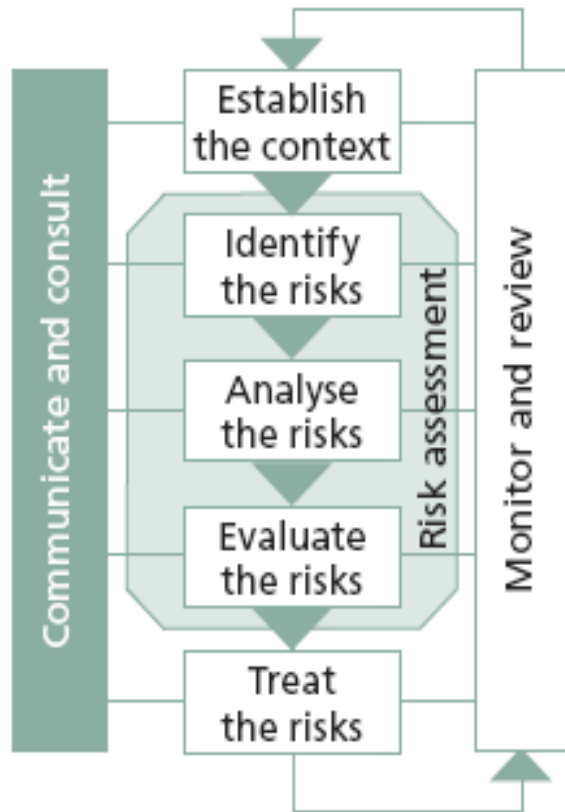 Communicate and consult
Establish
the context
Identify
the risks
Analyse
the risks
Evaluate
the risks
Risk assessment
Treat
the risks
Monitor and review